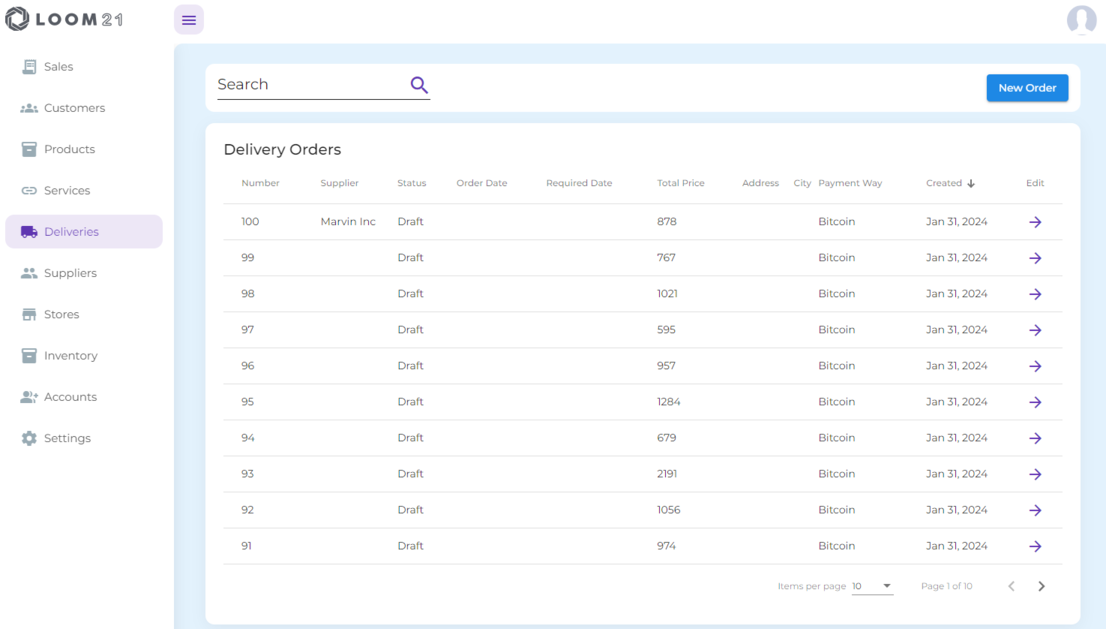 LOOM21
Sales
Customers
Products
Services
Deliveries
Suppliers
Stores
Inventory
Accounts
Settings
Search
New Order
Delivery Orders
Number Supplier Status Order Date Required Date Total Price Address City Payment Way Created Edit
100 Marvin Inc Draft 878 Bitcoin Jan 31, 2024
99 Draft 767 Bitcoin Jan 31, 2024
98 Draft 1021 Bitcoin Jan 31, 2024
97 Draft 595 Bitcoin Jan 31, 2024
96 Draft 957 Bitcoin Jan 31, 2024
95 Draft 1284 Bitcoin Jan 31, 2024
94 Draft 679 Bitcoin Jan 31, 2024
93 Draft 2191 Bitcoin Jan 31, 2024
92 Draft 1056 Bitcoin Jan 31, 2024
91 Draft 974 Bitcoin Jan 31, 2024
Items per page 10 Page 1 of 10